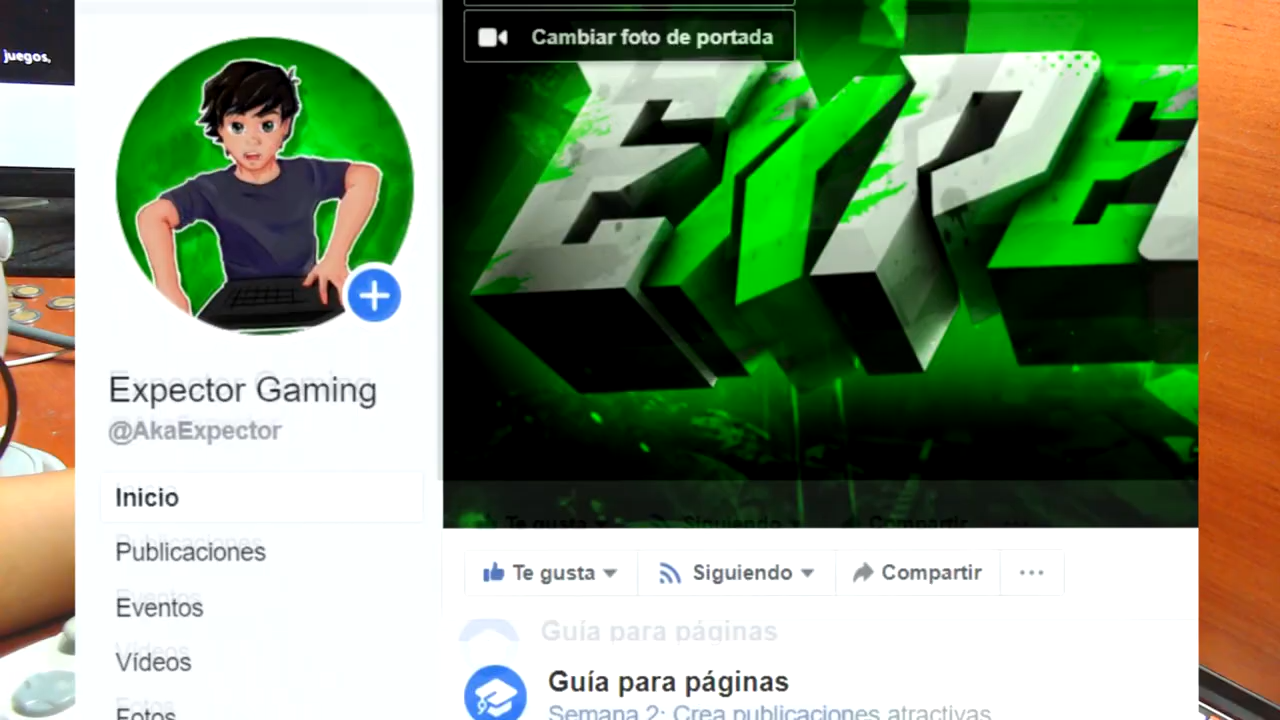 juegos,
Cambiar foto de portada
EXPE
Expector Gaming
@AkaExpector
Inicio
Publicaciones
Eventos
Vídeos
Fotos
Te gusta
Siguiendo
Compartir
Guía para páginas
Guía para páginas
Semana 2: Crea publicaciones atractivas